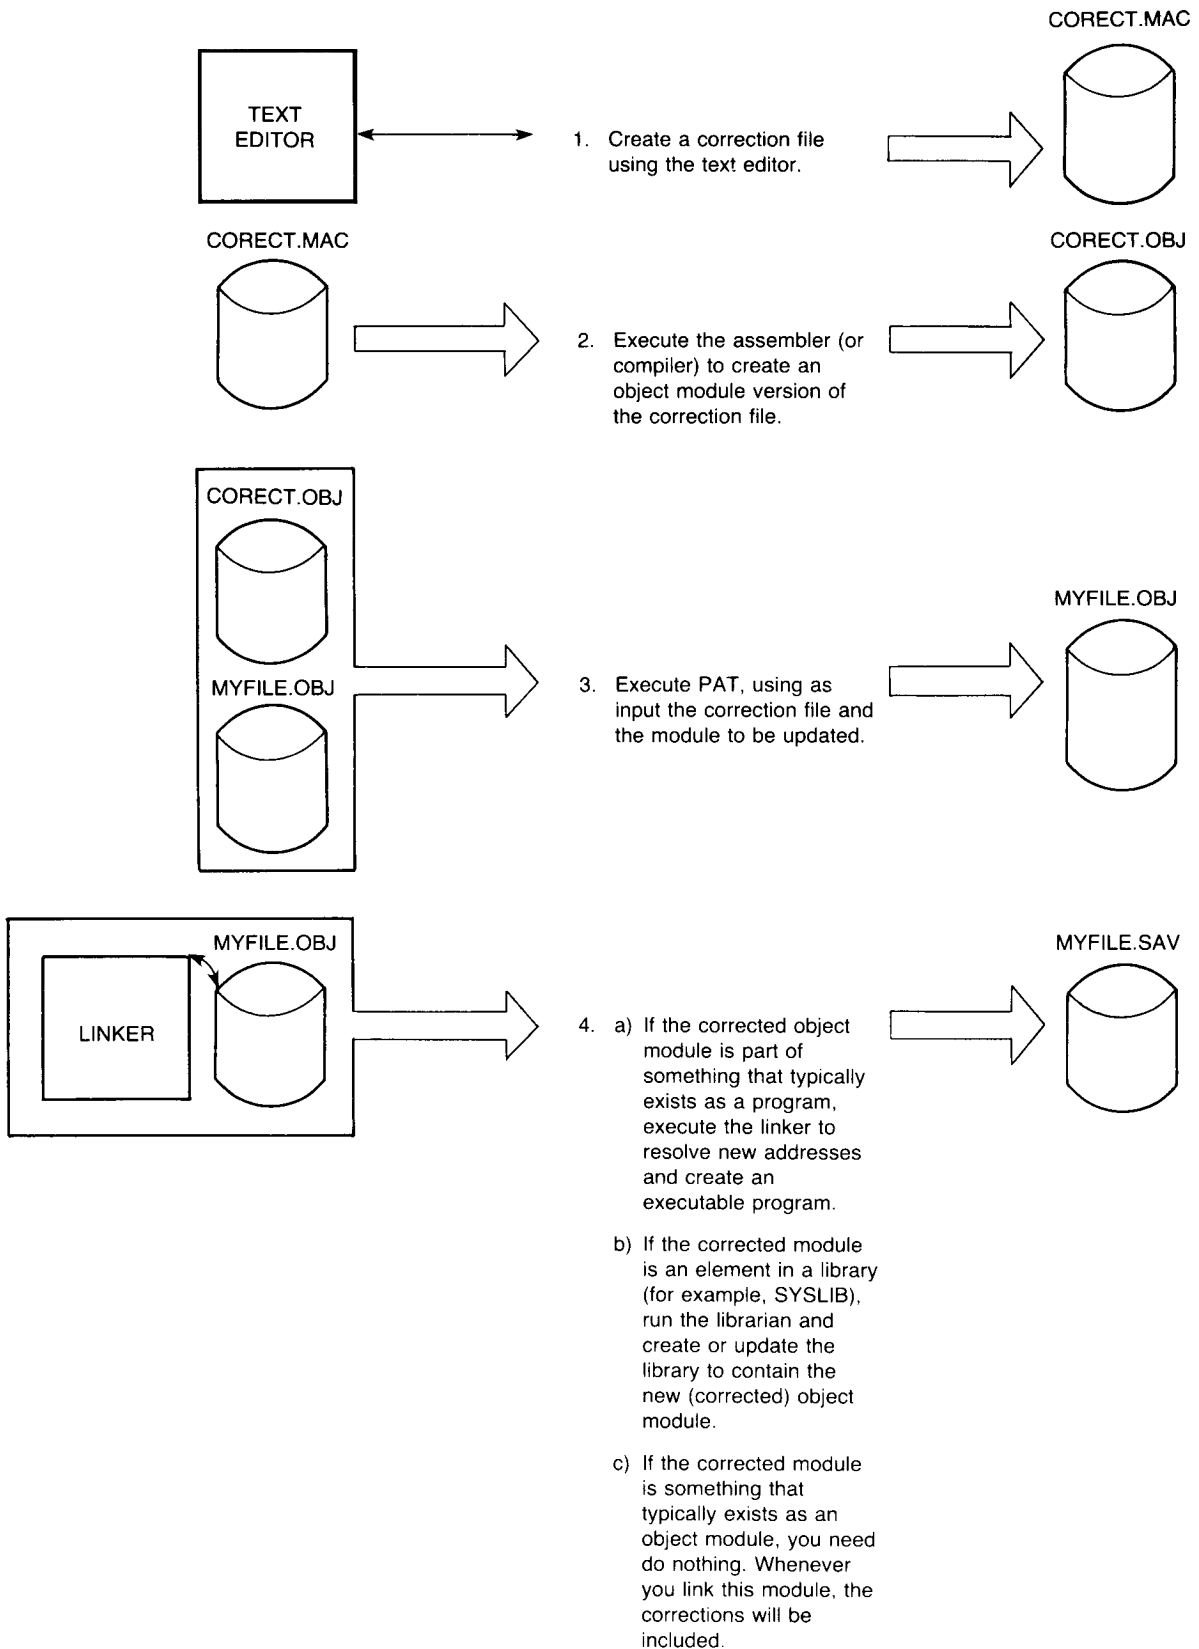 CORECT.MAC
TEXT
EDITOR
1. Create a correction file
using the text editor.
CORECT.MAC
CORECT.OBJ
2. Execute the assembler (or
compiler) to create an
object module version of
the correction file.
CORECT.OBJ
MYFILE.OBJ
MYFILE.OBJ
3. Execute PAT, using as
input the correction file and
the module to be updated.
MYFILE.OBJ
LINKER
MYFILE.SAV
4. a) If the corrected object
module is part of
something that typically
exists as a program,
execute the linker to
resolve new addresses
and create an
executable program.
b) If the corrected module
is an element in a library
(for example, SYSLIB),
run the librarian and
create or update the
library to contain the
new (corrected) object
module.
c) If the corrected module
is something that
typically exists as an
object module, you need
do nothing. Whenever
you link this module, the
corrections will be
included.